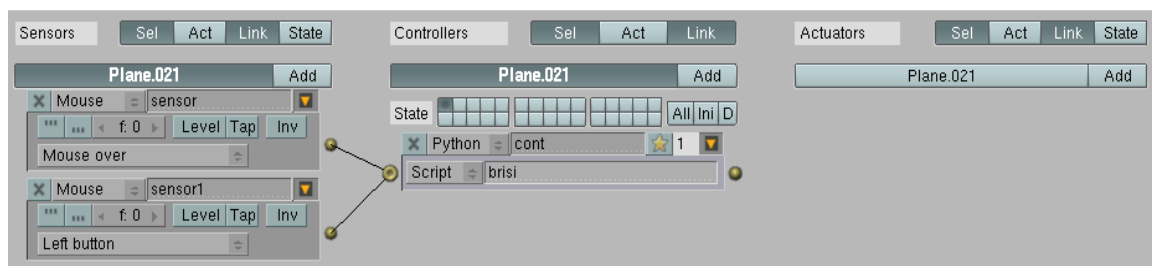 Sensors Sel Act Link State Controllers Sel Act Link Actuators Sel Act Link State
Plane.021 Add Plane.021 Add Plane.021 Add
Mouse sensor
State All Ini D
f: 0 Level Tap Inv
Python cont 1
Mouse over
Script brisi
Mouse sensor1
f: 0 Level Tap Inv
Left button